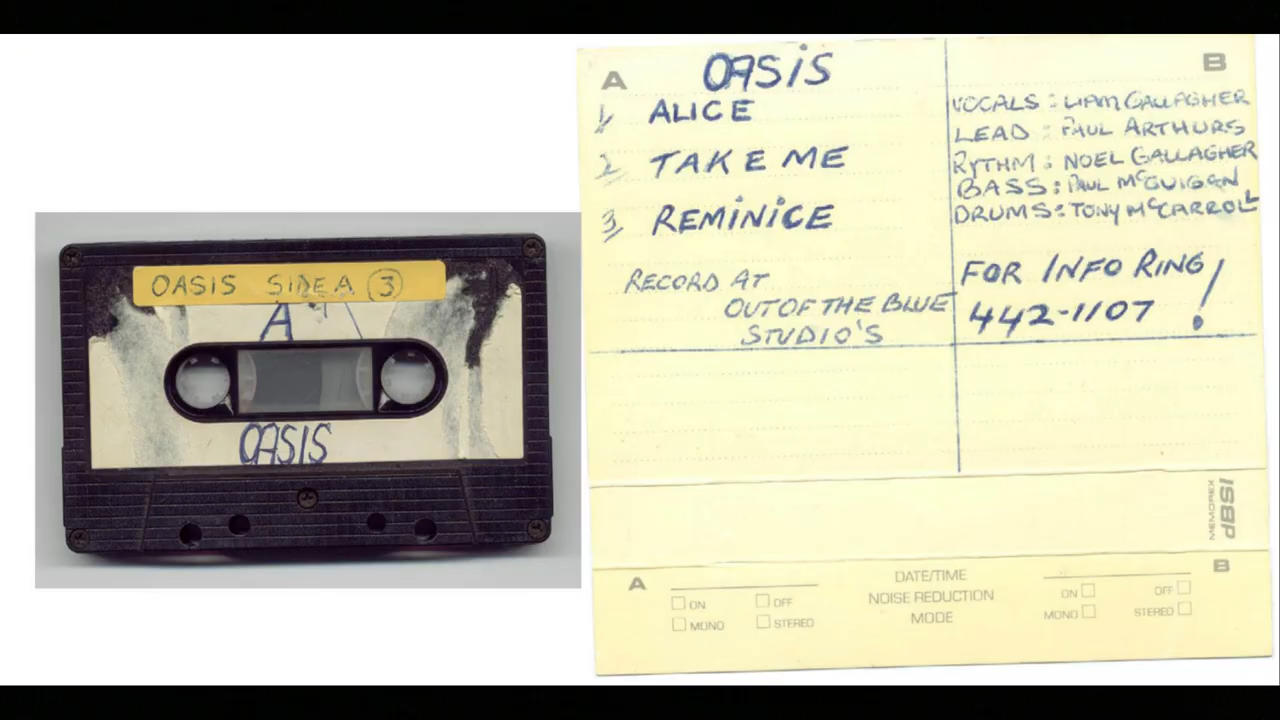 OASIS SIDE A 3
A
OASIS
A
B
OASIS
1 ALICE
2 TAKE ME
3 REMINICE
RECORD AT
OUT OF THE BLUE
STUDIO'S
VOCALS : LIAM GALLAGHER
LEAD : PAUL ARTHURS
RYTHM : NOEL GALLAGHER
BASS : PAUL McGUIGAN
DRUMS : TONY McCARROLL
FOR INFO RING
442-1107 !
MEMOREX
dBSI
A
B
DATE/TIME
NOISE REDUCTION
MODE
ON OFF
MONO STEREO
ON OFF
MONO STEREO